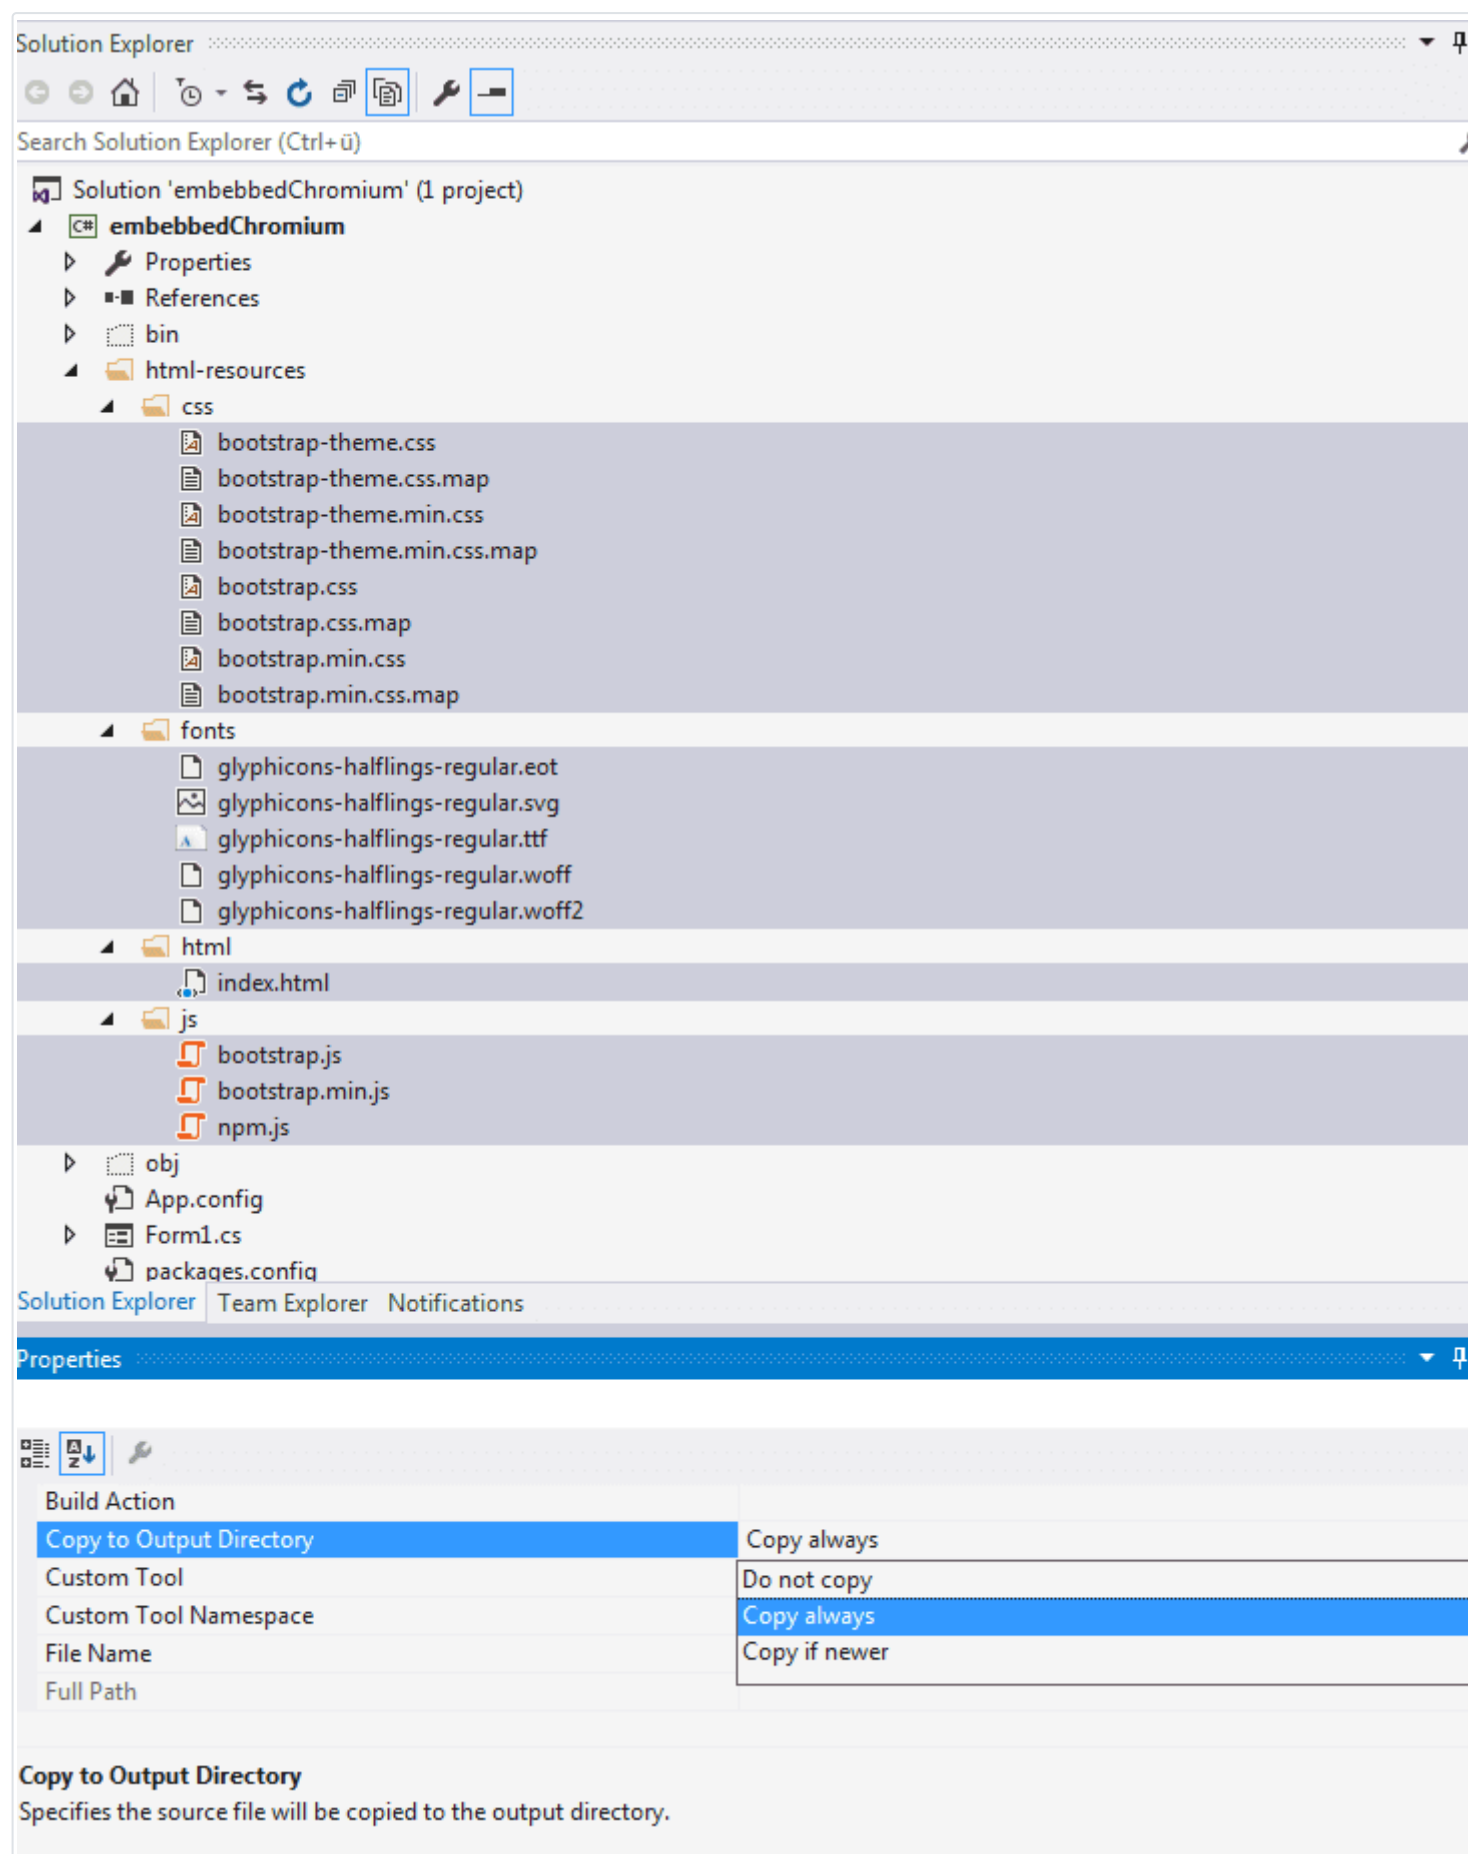 Solution Explorer
Search Solution Explorer (Ctrl+ü)
Solution 'embebbedChromium' (1 project)
C# embebbedChromium
Properties
References
bin
html-resources
css
bootstrap-theme.css
bootstrap-theme.css.map
bootstrap-theme.min.css
bootstrap-theme.min.css.map
bootstrap.css
bootstrap.css.map
bootstrap.min.css
bootstrap.min.css.map
fonts
glyphicons-halflings-regular.eot
glyphicons-halflings-regular.svg
glyphicons-halflings-regular.ttf
glyphicons-halflings-regular.woff
glyphicons-halflings-regular.woff2
html
index.html
js
bootstrap.js
bootstrap.min.js
npm.js
obj
App.config
Form1.cs
packages.config
Solution Explorer Team Explorer Notifications
Properties
Build Action
Copy to Output Directory Copy always
Custom Tool Do not copy
Custom Tool Namespace Copy always
File Name Copy if newer
Full Path
Copy to Output Directory
Specifies the source file will be copied to the output directory.